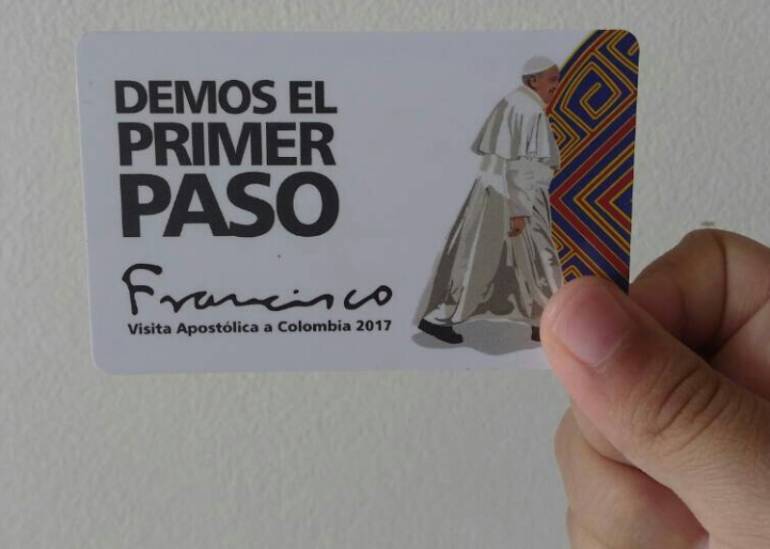 DEMOS EL
PRIMER
PASO
Francisco
Visita Apostólica a Colombia 2017